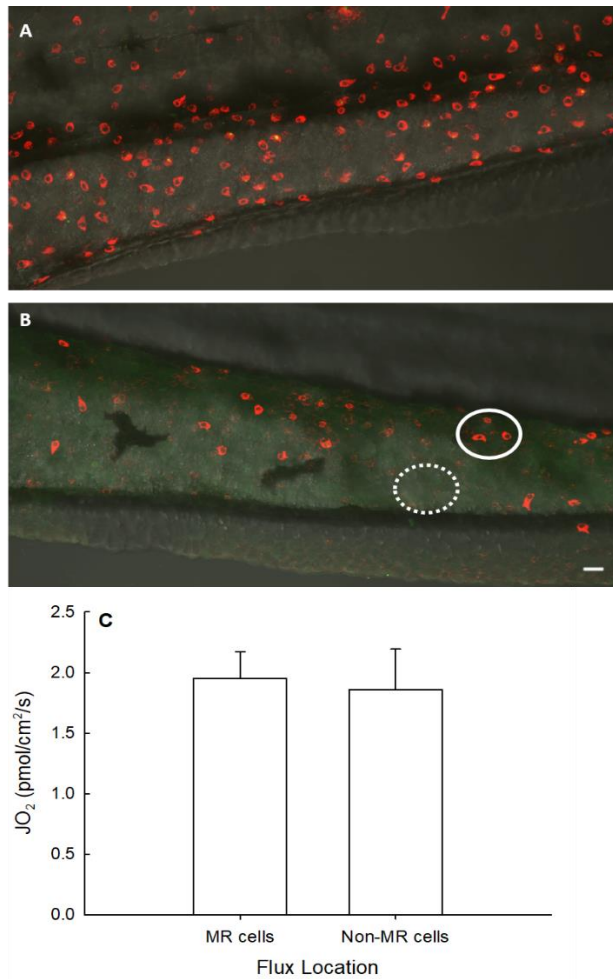 A
B
C
2.5
2.0
1.5
1.0
0.5
0.0
JO₂ (pmol/cm²/s)
MR cells
Non-MR cells
Flux Location